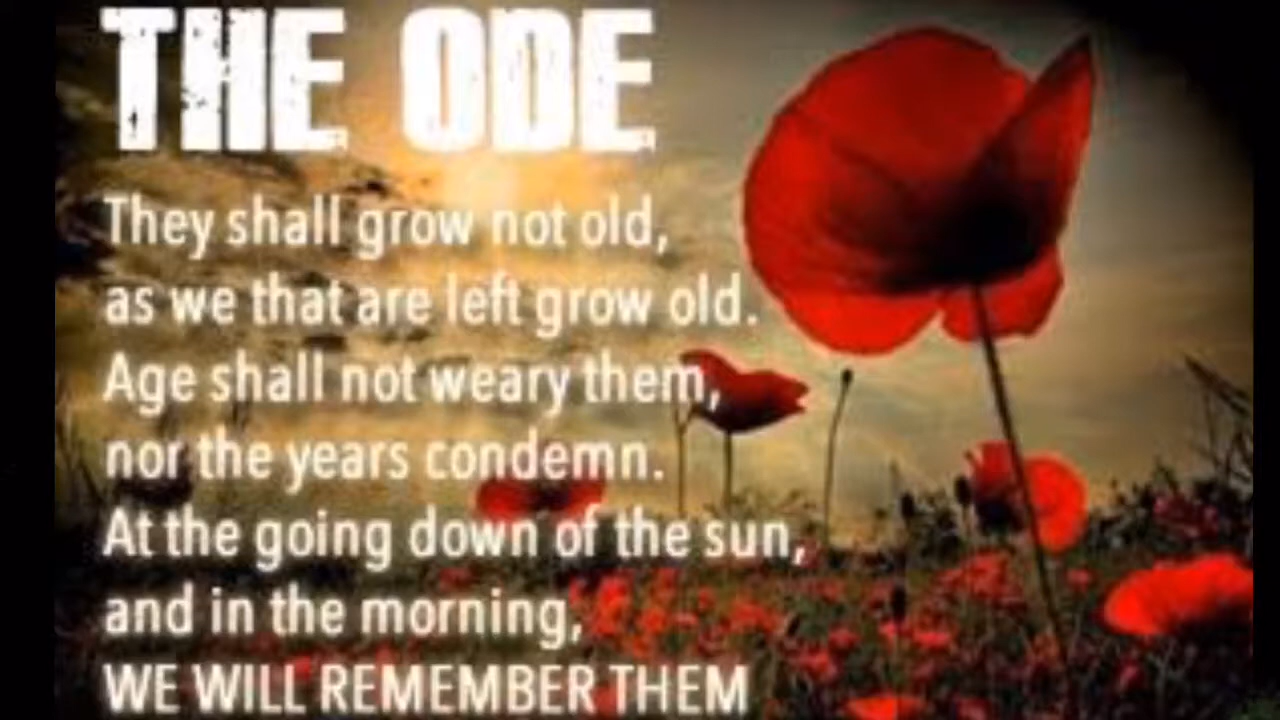 THE ODE
They shall grow not old,
as we that are left grow old.
Age shall not weary them,
nor the years condemn.
At the going down of the sun,
and in the morning,
WE WILL REMEMBER THEM